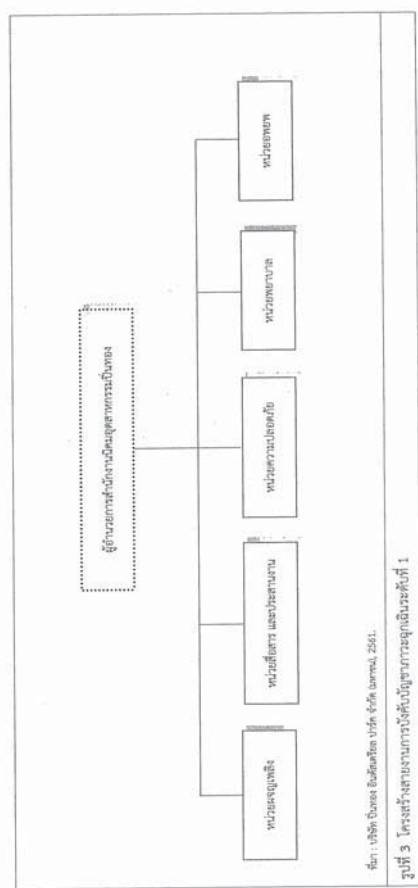 ผู้อำนวยการสำนักงานนิคมอุตสาหกรรมปิ่นทอง
หน่วยผจญเพลิง
หน่วยสื่อสาร และประสานงาน
หน่วยความปลอดภัย
หน่วยพยาบาล
หน่วยอพยพ
ที่มา : บริษัท ปิ่นทอง อินดัสเตรียล ปาร์ค จำกัด (มหาชน), 2561.
รูปที่ 3 โครงสร้างสายงานการบังคับบัญชาภาวะฉุกเฉินระดับที่ 1